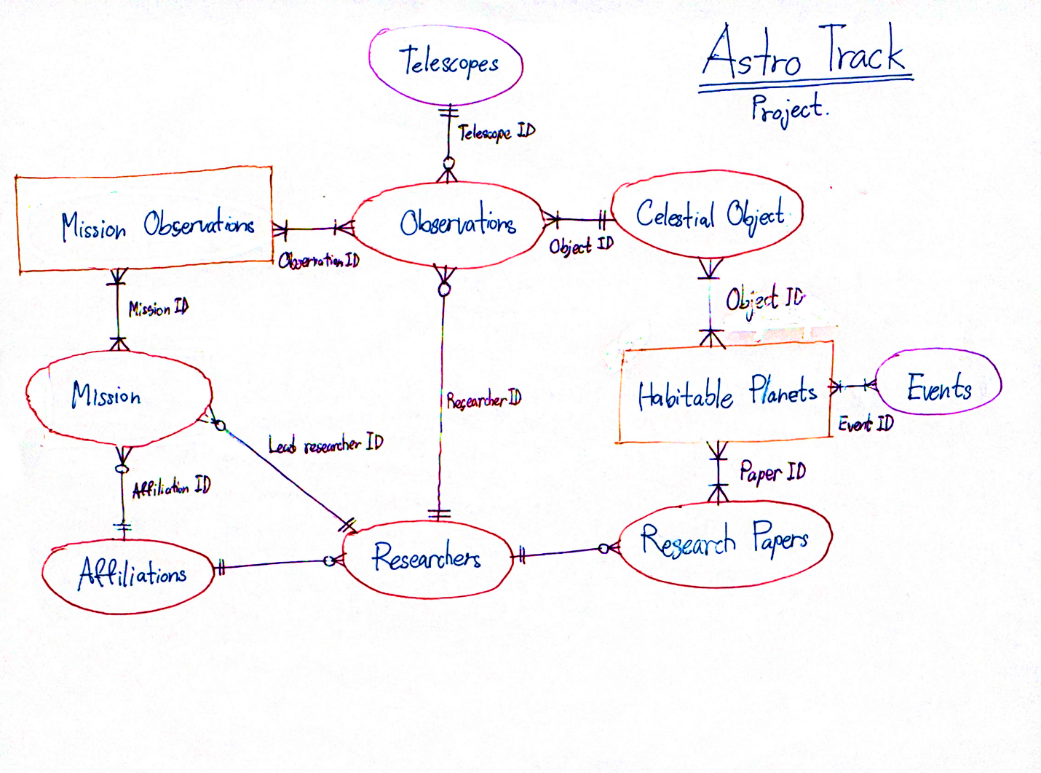 Astro Track
Project.
Telescopes
Telescope ID
Mission Observations
Observation ID
Observations
Object ID
Celestial Object
Mission ID
Object ID
Mission
Lead researcher ID
Researcher ID
Habitable Planets
Event ID
Events
Affiliation ID
Paper ID
Affiliations
Researchers
Research Papers